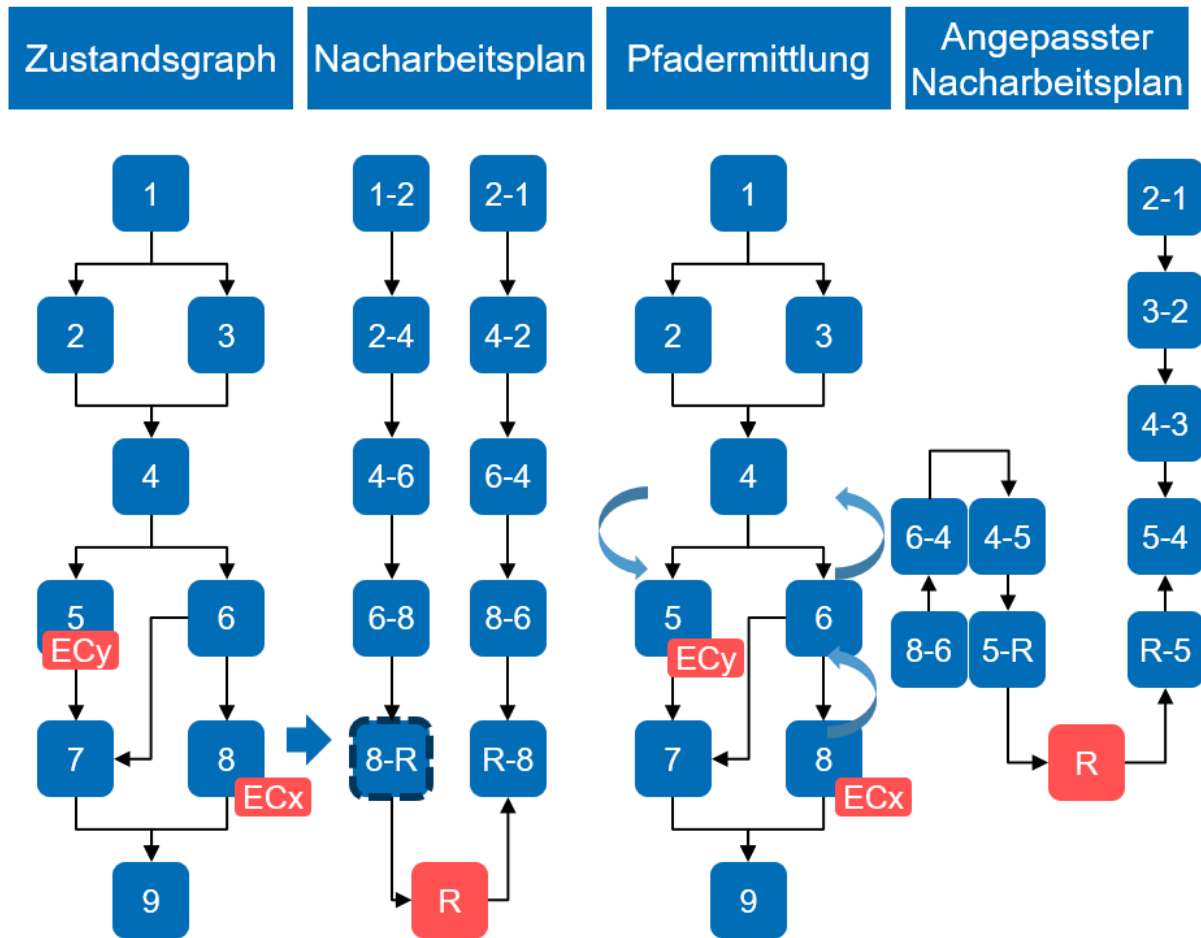 Zustandsgraph
Nacharbeitsplan
Pfadermittlung
Angepasster
Nacharbeitsplan
1
2
3
4
5
ECy
6
7
8
ECx
9
1-2
2-1
2-4
4-2
4-6
6-4
6-8
8-6
8-R
R-8
R
1
2
3
4
5
ECy
6
7
8
ECx
9
2-1
3-2
4-3
6-4
4-5
5-4
8-6
5-R
R-5
R